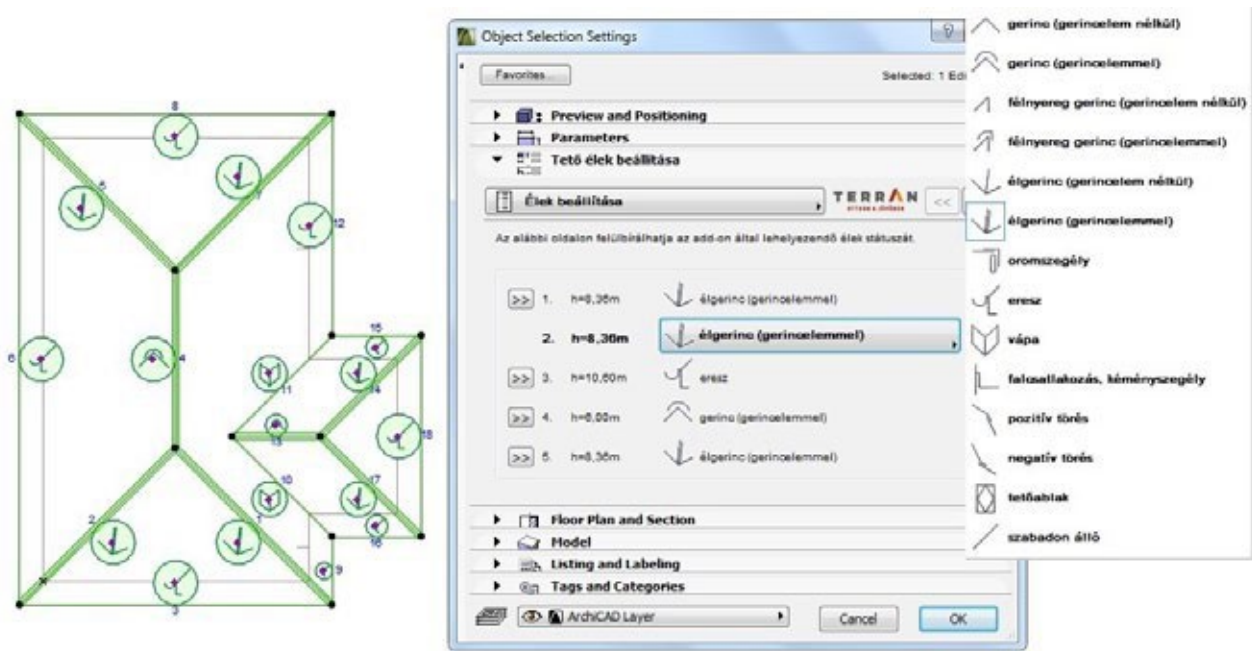 8
5
7
12
6
4
15
11
14
13
18
10
17
2
1
16
9
3
Object Selection Settings
Favorites...
Selected: 1 Edi
Preview and Positioning
Parameters
Tető élek beállítása
Élek beállítása
TERRÁN
<<
Az alábbi oldalon felülbírálhatja az add-on által lehelyezendő élek státuszát.
>> 1. h=8,36m élgerinc (gerincelemmel)
2. h=8,36m élgerinc (gerincelemmel)
>> 3. h=10,60m eresz
>> 4. gerinc (gerincelemmel)
>> 5. h=8,36m élgerinc (gerincelemmel)
Floor Plan and Section
Model
Listing and Labeling
Tags and Categories
ArchiCAD Layer
Cancel
OK
gerinc (gerincelem nélkül)
gerinc (gerincelemmel)
félnyereg gerinc (gerincelem nélkül)
félnyereg gerinc (gerincelemmel)
élgerinc (gerincelem nélkül)
élgerinc (gerincelemmel)
oromszegély
eresz
vápa
falcsatlakozás, kéményszegély
pozitív törés
negatív törés
tetőablak
szabadon álló